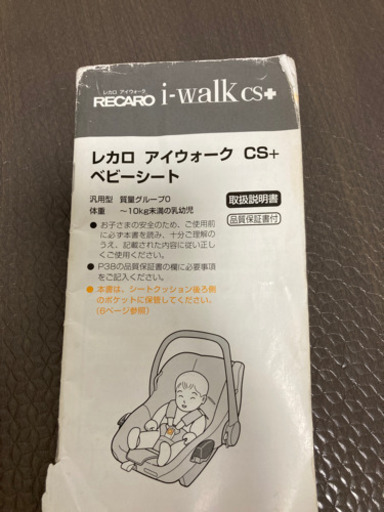 レカロ アイウォーク
RECARO i-walk cs+
レカロ アイウォーク CS+
ベビーシート
汎用型 質量グループ0
体重 〜10kg未満の乳幼児
取扱説明書
品質保証書付
●お子さまの安全のため、ご使用前
に必ず本書を読み、十分ご理解の
うえ、記載された内容に従い正し
くご使用ください。
●P38の品質保証書の欄に必要事項
をご記入ください。
●本書は、シートクッション後ろ側
のポケットに保管してください。
(6ページ参照)